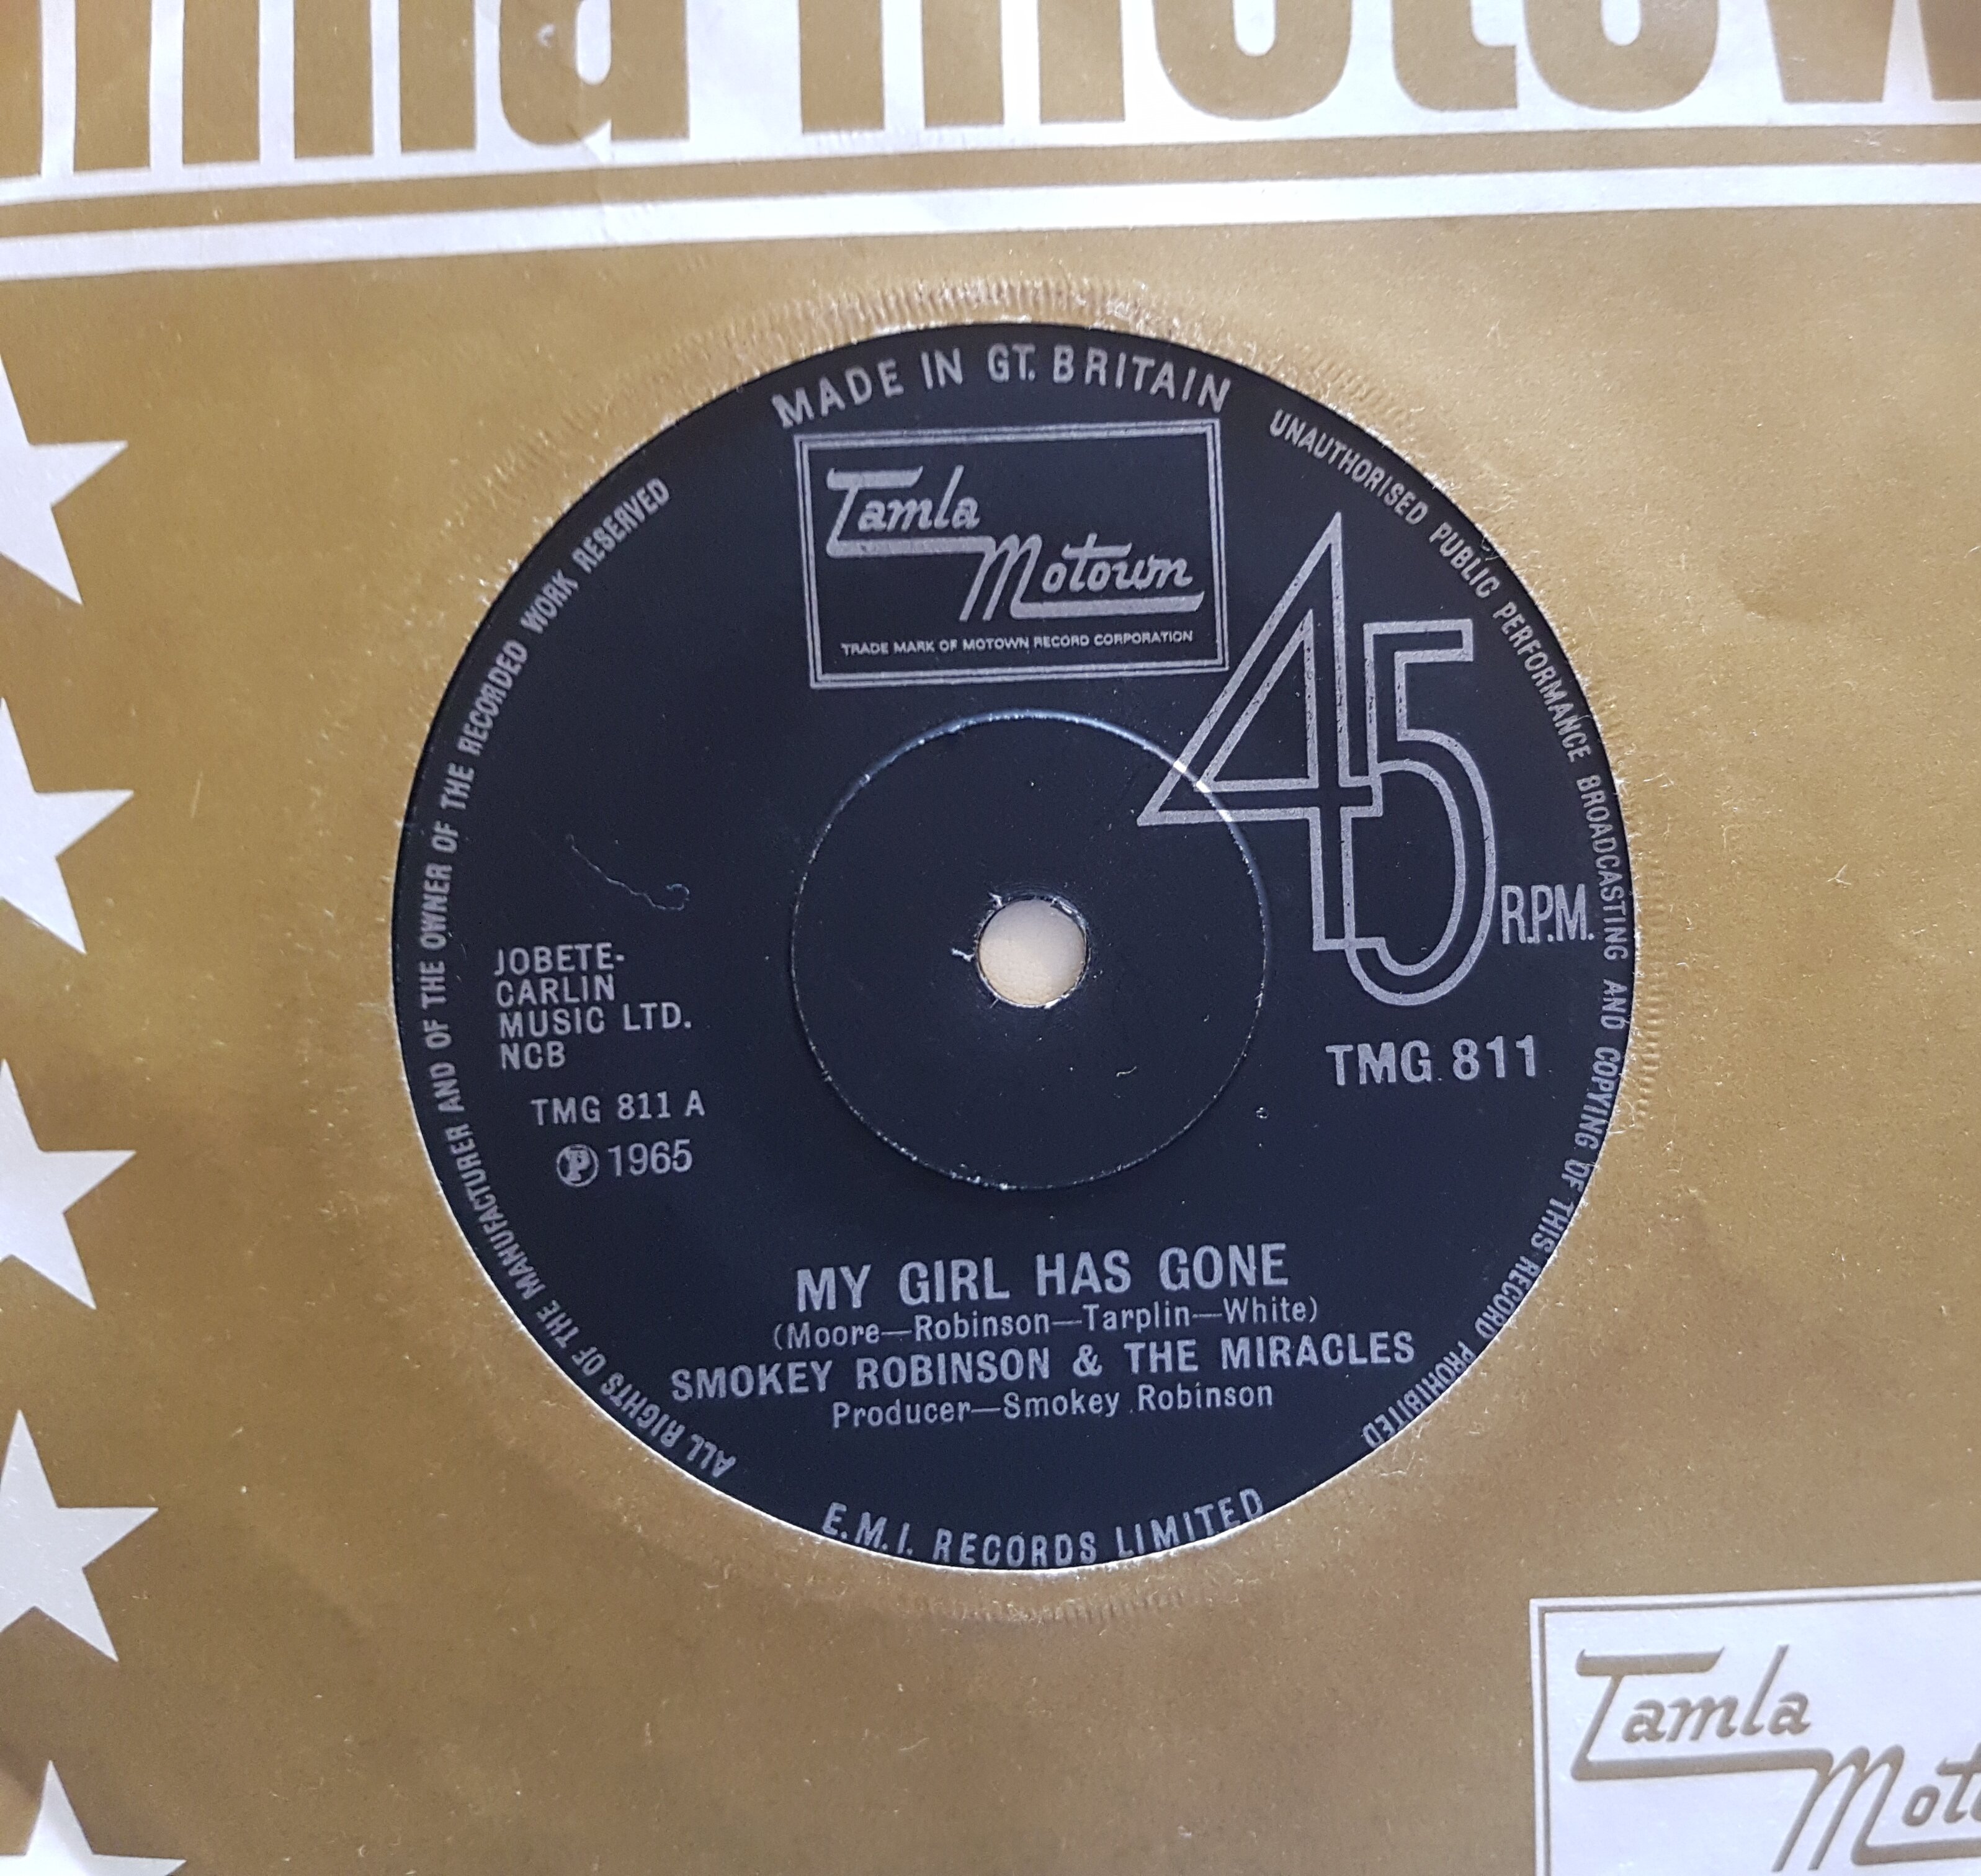 MADE IN GT. BRITAIN
Tamla
Motown
TRADE MARK OF MOTOWN RECORD CORPORATION
UNAUTHORISED PUBLIC PERFORMANCE BROADCASTING AND COPYING OF THIS RECORD PROHIBITED
ALL RIGHTS OF THE MANUFACTURER AND OF THE OWNER OF THE RECORDED WORK RESERVED
45 R.P.M.
JOBETE-
CARLIN
MUSIC LTD.
NCB
TMG 811 A
Ⓟ 1965
TMG 811
MY GIRL HAS GONE
(Moore—Robinson—Tarplin—White)
SMOKEY ROBINSON & THE MIRACLES
Producer—Smokey Robinson
E.M.I. RECORDS LIMITED
Tamla